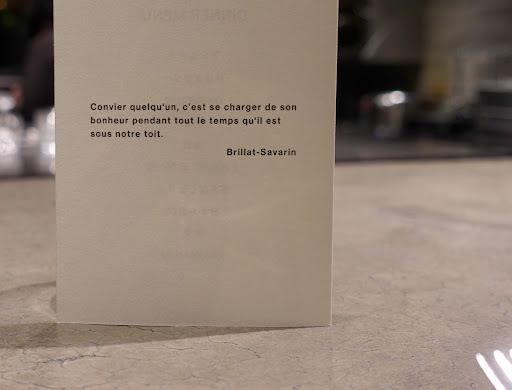 Convier quelqu'un, c'est se charger de son
bonheur pendant tout le temps qu'il est
sous notre toit.
Brillat-Savarin